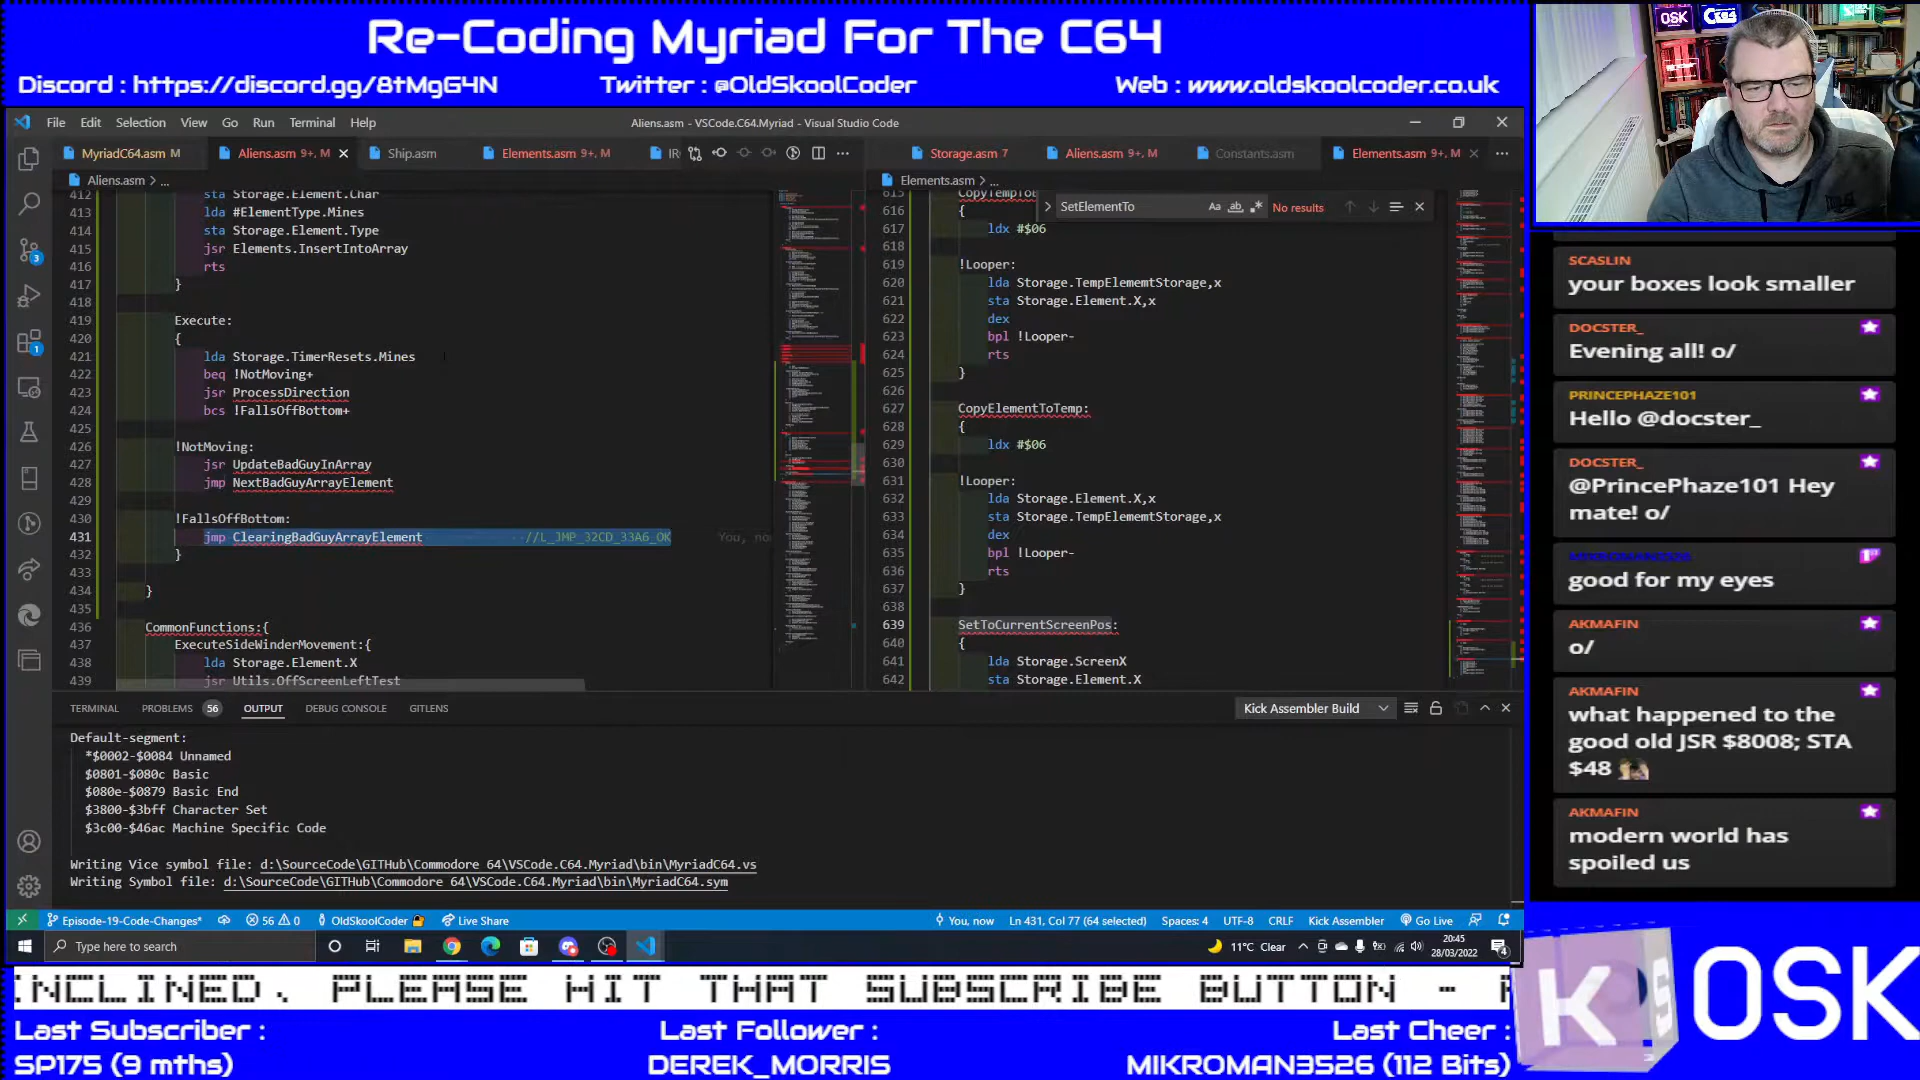 Re-Coding Myriad For The C64
Discord : https://discord.gg/8tMgG4N
Twitter : @OldSkoolCoder
Web : www.oldskoolcoder.co.uk
File Edit Selection View Go Run Terminal Help
Aliens.asm - VSCode.C64.Myriad - Visual Studio Code
MyriadC64.asm M
Aliens.asm 9+, M
Ship.asm
Elements.asm 9+, M
Storage.asm 7
Aliens.asm 9+, M
Constants.asm
Elements.asm 9+, M
Aliens.asm > ...
412 sta Storage.Element.Char
413 lda #ElementType.Mines
414 sta Storage.Element.Type
415 jsr Elements.InsertIntoArray
416 rts
417 }
418
419 Execute:
420 {
421 lda Storage.TimerResets.Mines
422 beq !NotMoving+
423 jsr ProcessDirection
424 bcs !FallsOffBottom+
425
426 !NotMoving:
427 jsr UpdateBadGuyInArray
428 jmp NextBadGuyArrayElement
429
430 !FallsOffBottom:
431 jmp ClearingBadGuyArrayElement //L_JMP_32CD_33A6_OK
432 }
433
434 }
435
436 CommonFunctions:{
437 ExecuteSideWinderMovement:{
438 lda Storage.Element.X
439 jsr Utils.OffScreenLeftTest
Elements.asm > ...
SetElementTo
No results
616 {
617 ldx #$06
618
619 !Looper:
620 lda Storage.TempElememtStorage,x
621 sta Storage.Element.X,x
622 dex
623 bpl !Looper-
624 rts
625 }
626
627 CopyElementToTemp:
628 {
629 ldx #$06
630
631 !Looper:
632 lda Storage.Element.X,x
633 sta Storage.TempElememtStorage,x
634 dex
635 bpl !Looper-
636 rts
637 }
638
639 SetToCurrentScreenPos:
640 {
641 lda Storage.ScreenX
642 sta Storage.Element.X
TERMINAL PROBLEMS 56 OUTPUT DEBUG CONSOLE GITLENS
Kick Assembler Build
Default-segment:
*$0002-$0084 Unnamed
$0801-$080c Basic
$080e-$0879 Basic End
$3800-$3bff Character Set
$3c00-$46ac Machine Specific Code
Writing Vice symbol file: d:\SourceCode\GITHub\Commodore 64\VSCode.C64.Myriad\bin\MyriadC64.vs
Writing Symbol file: d:\SourceCode\GITHub\Commodore 64\VSCode.C64.Myriad\bin\MyriadC64.sym
Episode-19-Code-Changes* 56 0 OldSkoolCoder Live Share
You, now Ln 431, Col 77 (64 selected) Spaces: 4 UTF-8 CRLF Kick Assembler Go Live
Type here to search
11°C Clear
20:45
28/03/2022
SCASLIN
your boxes look smaller
DOCSTER_
Evening all! o/
PRINCEPHAZE101
Hello @docster_
DOCSTER_
@PrincePhaze101 Hey
mate! o/
good for my eyes
AKMAFIN
o/
AKMAFIN
what happened to the
good old JSR $8008; STA
$48
AKMAFIN
modern world has
spoiled us
INCLINED. PLEASE HIT THAT SUBSCRIBE BUTTON -
Last Subscriber :
SP175 (9 mths)
Last Follower :
DEREK_MORRIS
Last Cheer :
MIKROMAN3526 (112 Bits)
OSK